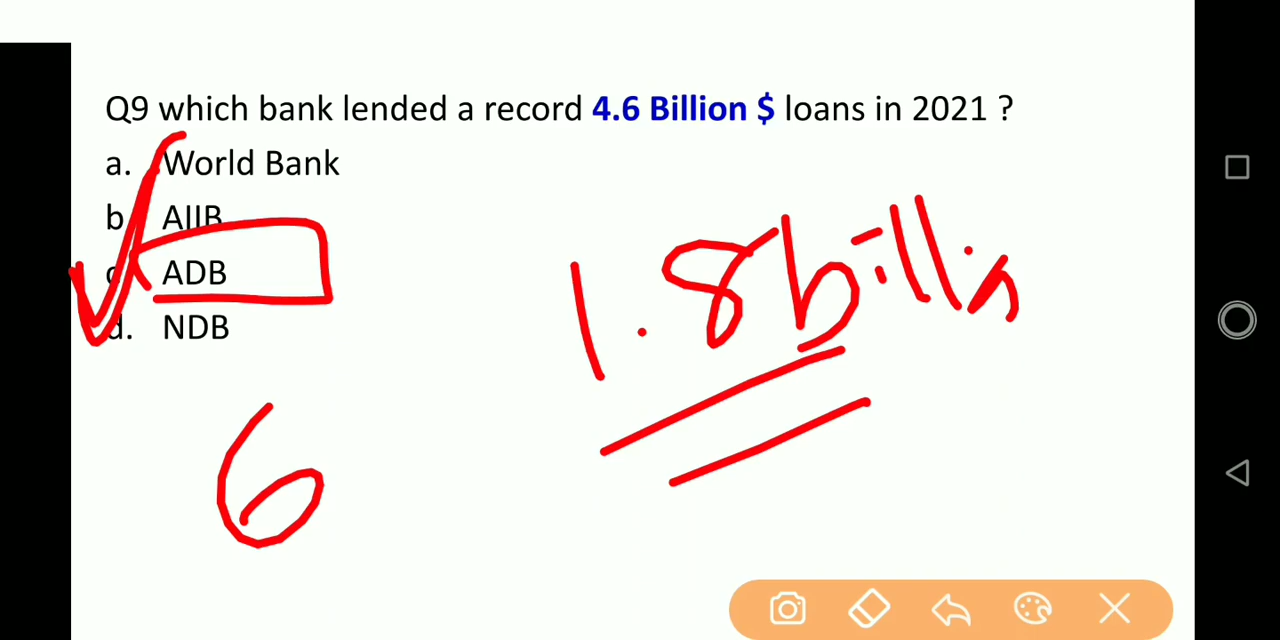 Q9 which bank lended a record 4.6 Billion $ loans in 2021 ?
a. World Bank
b. AIIB
c. ADB
d. NDB
1.8 billin
6